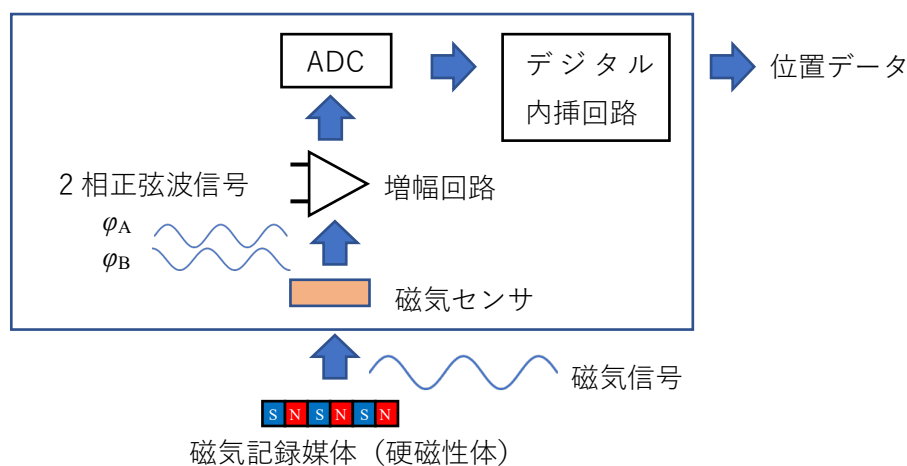 ADC
デジタル
内挿回路
位置データ
2相正弦波信号
φA
φB
増幅回路
磁気センサ
磁気信号
S N S N S N
磁気記録媒体（硬磁性体）